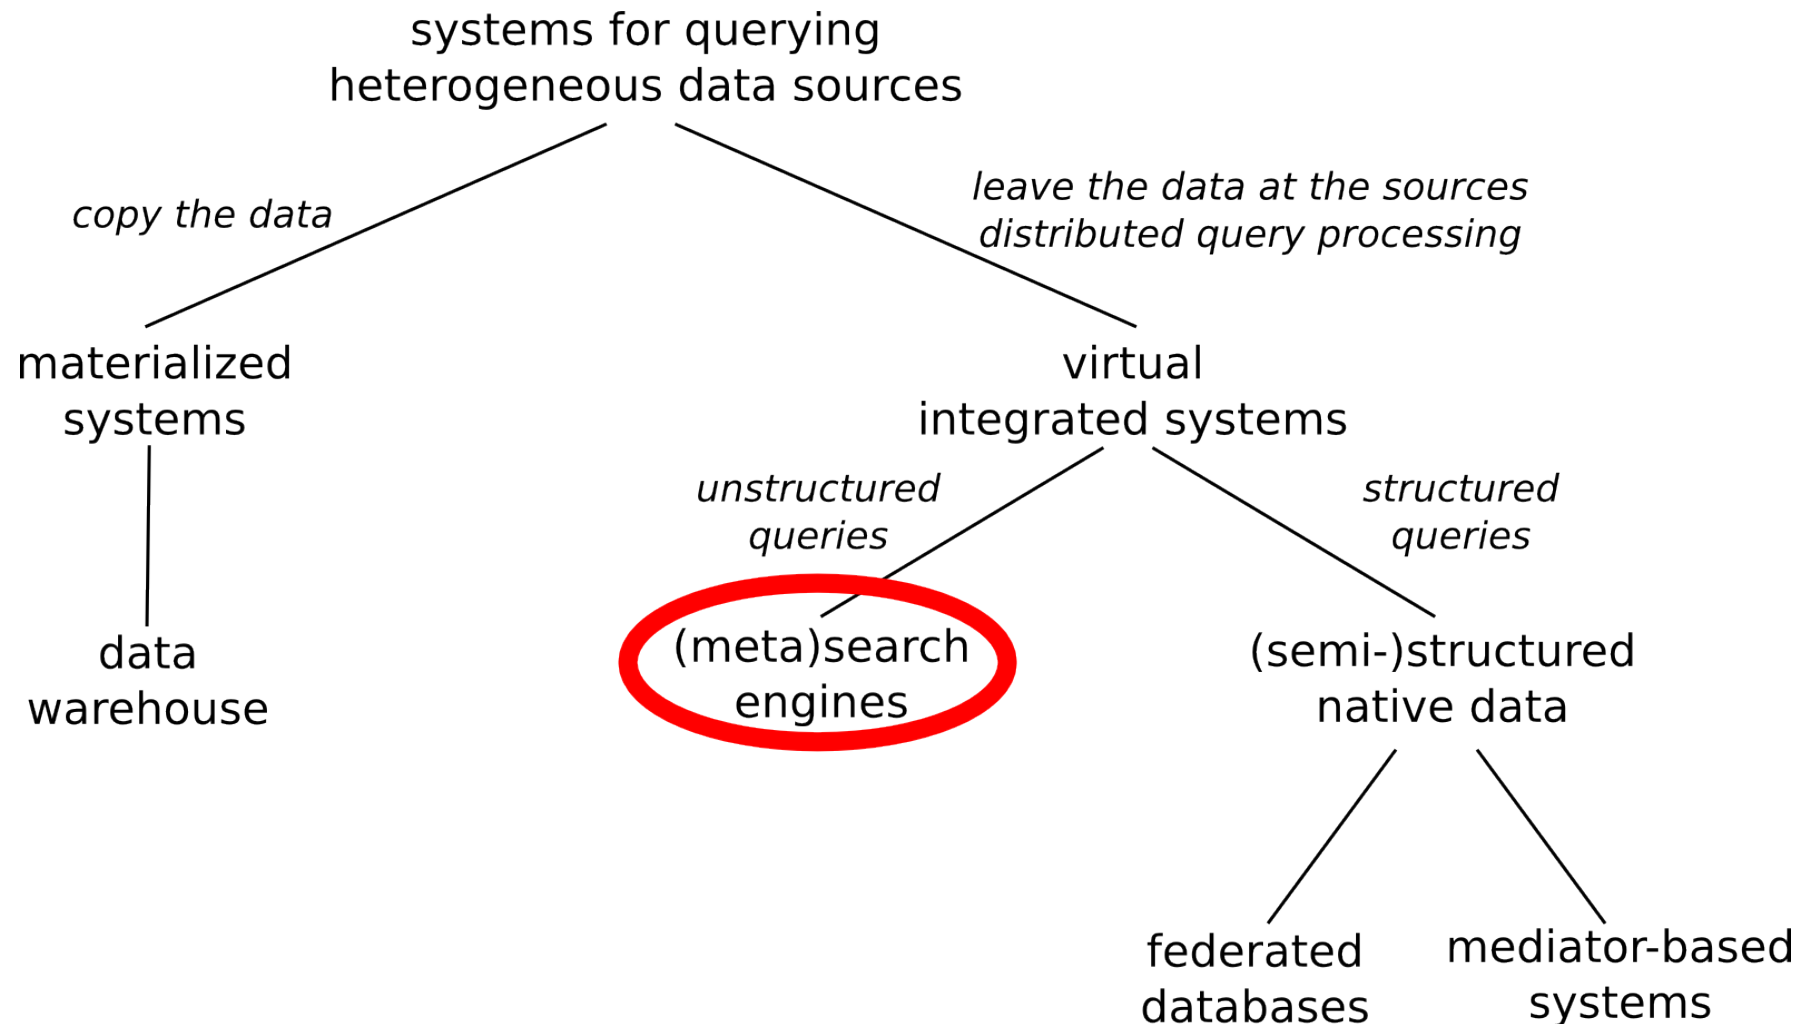 systems for querying
heterogeneous data sources
copy the data
leave the data at the sources
distributed query processing
materialized
systems
virtual
integrated systems
unstructured
queries
structured
queries
data
warehouse
(meta)search
engines
(semi-)structured
native data
federated
databases
mediator-based
systems